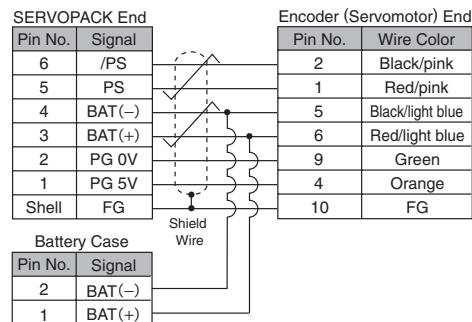 SERVOPACK End
Encoder (Servomotor) End
Pin No. Signal
Pin No. Wire Color
6 /PS
2 Black/pink
5 PS
1 Red/pink
4 BAT(−)
5 Black/light blue
3 BAT(+)
6 Red/light blue
2 PG 0V
9 Green
1 PG 5V
4 Orange
Shell FG
10 FG
Shield
Wire
Battery Case
Pin No. Signal
2 BAT(−)
1 BAT(+)